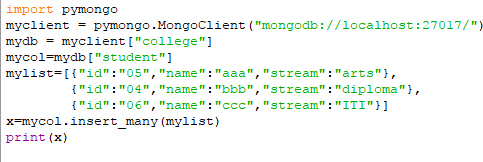 import pymongo
myclient = pymongo.MongoClient("mongodb://localhost:27017/")
mydb = myclient["college"]
mycol=mydb["student"]
mylist=[{"id":"05","name":"aaa","stream":"arts"},
{"id":"04","name":"bbb","stream":"diploma"},
{"id":"06","name":"ccc","stream":"ITI"}]
x=mycol.insert_many(mylist)
print(x)